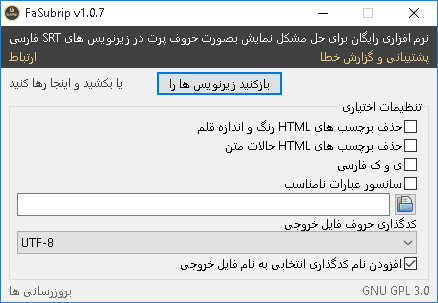 FaSubrip v1.0.7
نرم افزاری رایگان برای حل مشکل نمایش بصورت حروف پرت در زیرنویس های SRT فارسی
پشتیبانی و گزارش خطا
ارتباط
بازکنید زیرنویس ها را
یا بکشید و اینجا رها کنید
تنظیمات اختیاری
حذف برچسب های HTML رنگ و اندازه قلم
حذف برچسب های HTML حالات متن
ی و ک فارسی
سانسور عبارات نامناسب
کدگذاری حروف فایل خروجی
UTF-8
افزودن نام کدگذاری انتخابی به نام فایل خروجی
بروزرسانی ها
GNU GPL 3.0